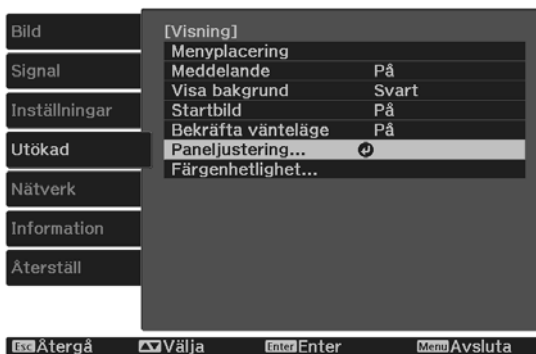 Bild
Signal
Inställningar
Utökad
Nätverk
Information
Återställ
[Visning]
Menyplacering
Meddelande På
Visa bakgrund Svart
Startbild På
Bekräfta vänteläge På
Paneljustering...
Färgenhetlighet...
Esc Återgå Välja Enter Enter Menu Avsluta